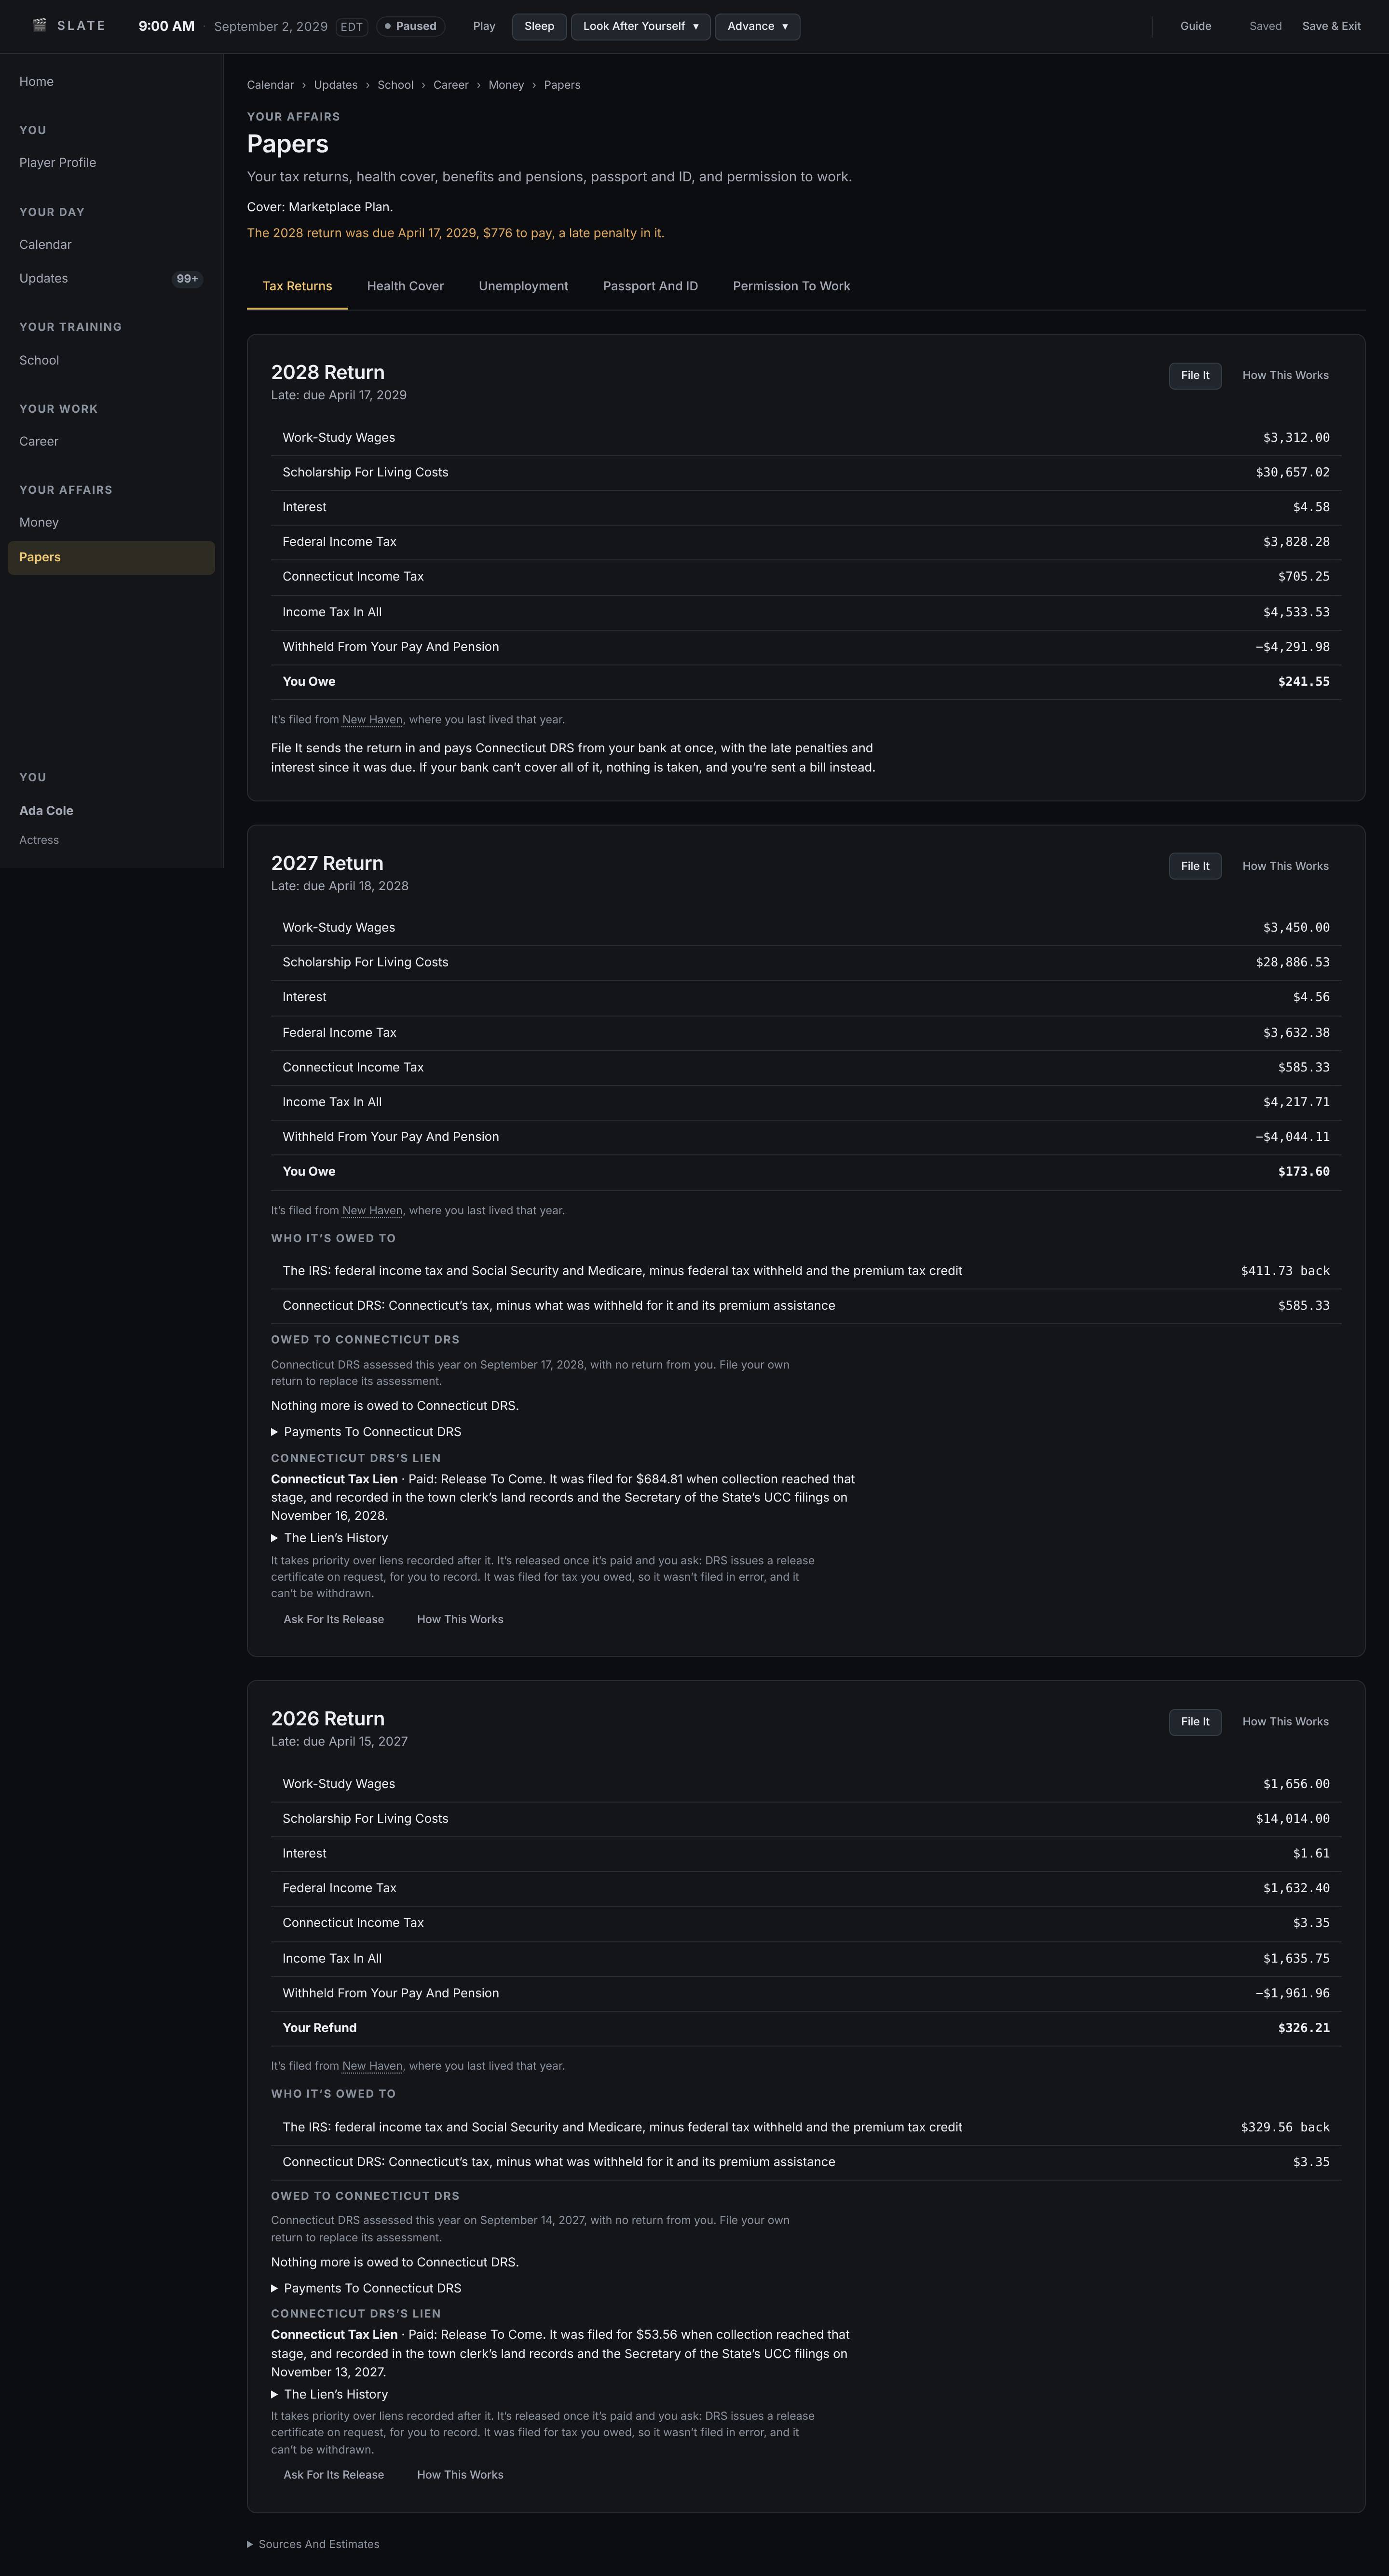 SLATE
9:00 AM · September 2, 2029 EDT Paused Play Sleep Look After Yourself ▾ Advance ▾ Guide Saved Save & Exit
Home
YOU
Player Profile
YOUR DAY
Calendar
Updates 99+
YOUR TRAINING
School
YOUR WORK
Career
YOUR AFFAIRS
Money
Papers
YOU
Ada Cole
Actress
Calendar › Updates › School › Career › Money › Papers
YOUR AFFAIRS
Papers
Your tax returns, health cover, benefits and pensions, passport and ID, and permission to work.
Cover: Marketplace Plan.
The 2028 return was due April 17, 2029, $776 to pay, a late penalty in it.
Tax Returns Health Cover Unemployment Passport And ID Permission To Work
2028 Return File It How This Works
Late: due April 17, 2029
Work-Study Wages $3,312.00
Scholarship For Living Costs $30,657.02
Interest $4.58
Federal Income Tax $3,828.28
Connecticut Income Tax $705.25
Income Tax In All $4,533.53
Withheld From Your Pay And Pension −$4,291.98
You Owe $241.55
It’s filed from New Haven, where you last lived that year.
File It sends the return in and pays Connecticut DRS from your bank at once, with the late penalties and
interest since it was due. If your bank can’t cover all of it, nothing is taken, and you’re sent a bill instead.
2027 Return File It How This Works
Late: due April 18, 2028
Work-Study Wages $3,450.00
Scholarship For Living Costs $28,886.53
Interest $4.56
Federal Income Tax $3,632.38
Connecticut Income Tax $585.33
Income Tax In All $4,217.71
Withheld From Your Pay And Pension −$4,044.11
You Owe $173.60
It’s filed from New Haven, where you last lived that year.
WHO IT’S OWED TO
The IRS: federal income tax and Social Security and Medicare, minus federal tax withheld and the premium tax credit $411.73 back
Connecticut DRS: Connecticut’s tax, minus what was withheld for it and its premium assistance $585.33
OWED TO CONNECTICUT DRS
Connecticut DRS assessed this year on September 17, 2028, with no return from you. File your own
return to replace its assessment.
Nothing more is owed to Connecticut DRS.
▶ Payments To Connecticut DRS
CONNECTICUT DRS’S LIEN
Connecticut Tax Lien · Paid: Release To Come. It was filed for $684.81 when collection reached that
stage, and recorded in the town clerk’s land records and the Secretary of the State’s UCC filings on
November 16, 2028.
▶ The Lien’s History
It takes priority over liens recorded after it. It’s released once it’s paid and you ask: DRS issues a release
certificate on request, for you to record. It was filed for tax you owed, so it wasn’t filed in error, and it
can’t be withdrawn.
Ask For Its Release How This Works
2026 Return File It How This Works
Late: due April 15, 2027
Work-Study Wages $1,656.00
Scholarship For Living Costs $14,014.00
Interest $1.61
Federal Income Tax $1,632.40
Connecticut Income Tax $3.35
Income Tax In All $1,635.75
Withheld From Your Pay And Pension −$1,961.96
Your Refund $326.21
It’s filed from New Haven, where you last lived that year.
WHO IT’S OWED TO
The IRS: federal income tax and Social Security and Medicare, minus federal tax withheld and the premium tax credit $329.56 back
Connecticut DRS: Connecticut’s tax, minus what was withheld for it and its premium assistance $3.35
OWED TO CONNECTICUT DRS
Connecticut DRS assessed this year on September 14, 2027, with no return from you. File your own
return to replace its assessment.
Nothing more is owed to Connecticut DRS.
▶ Payments To Connecticut DRS
CONNECTICUT DRS’S LIEN
Connecticut Tax Lien · Paid: Release To Come. It was filed for $53.56 when collection reached that
stage, and recorded in the town clerk’s land records and the Secretary of the State’s UCC filings on
November 13, 2027.
▶ The Lien’s History
It takes priority over liens recorded after it. It’s released once it’s paid and you ask: DRS issues a release
certificate on request, for you to record. It was filed for tax you owed, so it wasn’t filed in error, and it
can’t be withdrawn.
Ask For Its Release How This Works
▶ Sources And Estimates